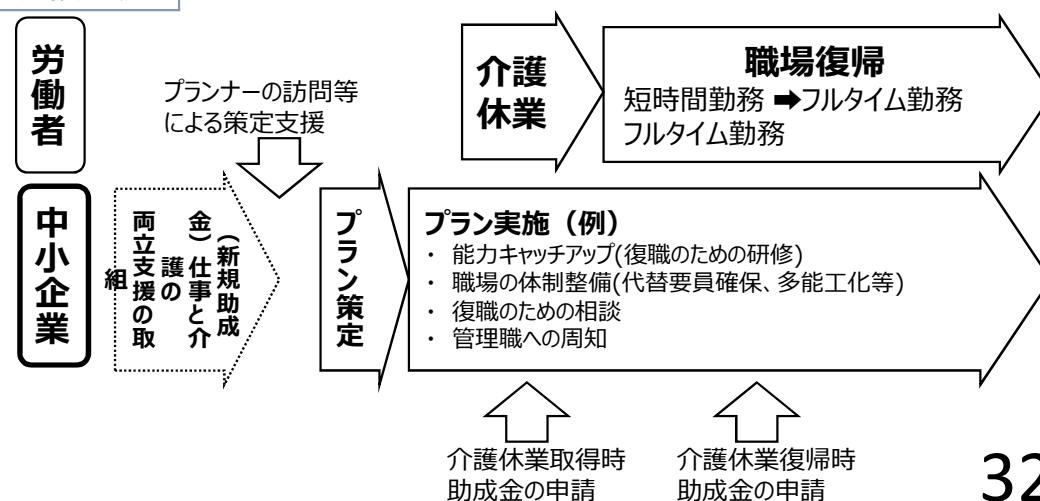 労働者
プランナーの訪問等
による策定支援
介護
休業
職場復帰
短時間勤務 ➡フルタイム勤務
フルタイム勤務
中小企業
（新規助成
金）仕事と介
護の
両立支援の取
組
プラン策定
プラン実施（例）
・ 能力キャッチアップ(復職のための研修)
・ 職場の体制整備(代替要員確保、多能工化等)
・ 復職のための相談
・ 管理職への周知
介護休業取得時
助成金の申請
介護休業復帰時
助成金の申請
32